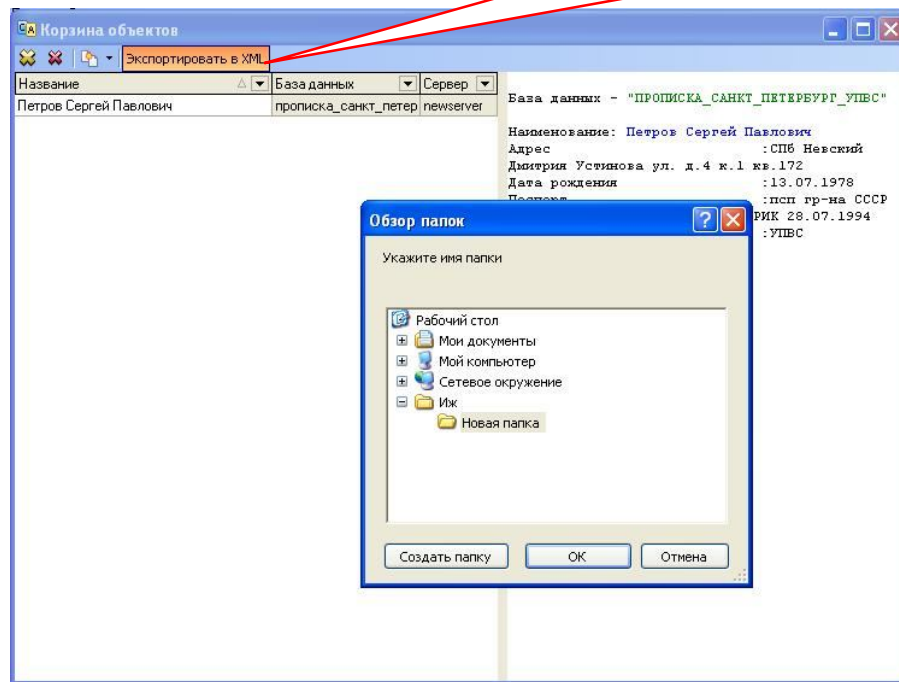 Корзина объектов
Экспортировать в XML
Название База данных Сервер
Петров Сергей Павлович прописка_санкт_петер newserver
База данных - "ПРОПИСКА_САНКТ_ПЕТЕРБУРГ_УПВС"
Наименование: Петров Сергей Павлович
Адрес :СПб Невский
Дмитрия Устинова ул. д.4 к.1 кв.172
Дата рождения :13.07.1978
:псп гр-на СССР
РИК 28.07.1994
:УПВС
Обзор папок
Укажите имя папки
Рабочий стол
Мои документы
Мой компьютер
Сетевое окружение
Иж
Новая папка
Создать папку ОК Отмена